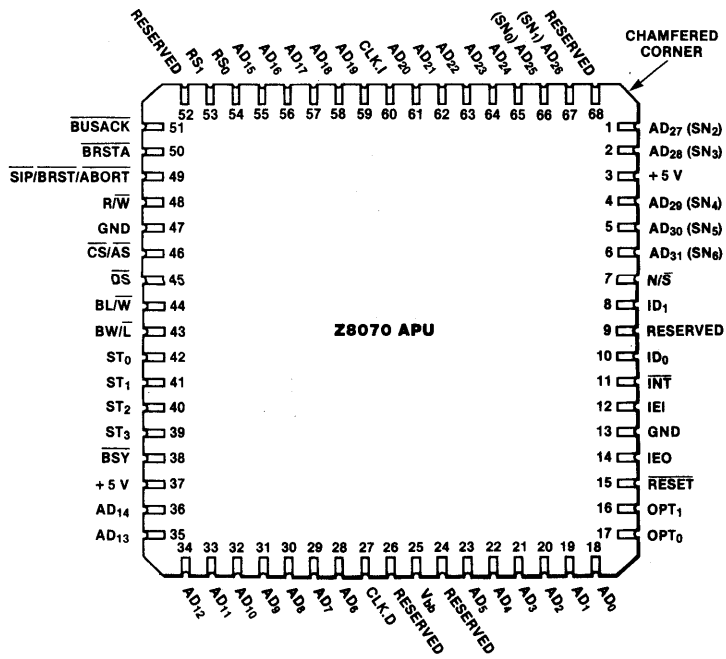 RESERVED
RS₁
RS₀
AD₁₅
AD₁₆
AD₁₇
AD₁₈
AD₁₉
CLK.I
AD₂₀
AD₂₁
AD₂₂
AD₂₃
AD₂₄
(SN₀) AD₂₅
(SN₁) AD₂₆
RESERVED
CHAMFERED
CORNER
52 53 54 55 56 57 58 59 60 61 62 63 64 65 66 67 68
BUSACK 51
BRSTA 50
SIP/BRST/ABORT 49
R/W 48
GND 47
CS/AS 46
DS 45
BL/W 44
BW/L 43
ST₀ 42
ST₁ 41
ST₂ 40
ST₃ 39
BSY 38
+5 V 37
AD₁₄ 36
AD₁₃ 35
Z8070 APU
1 AD₂₇ (SN₂)
2 AD₂₈ (SN₃)
3 +5 V
4 AD₂₉ (SN₄)
5 AD₃₀ (SN₅)
6 AD₃₁ (SN₆)
7 N/S
8 ID₁
9 RESERVED
10 ID₀
11 INT
12 IEI
13 GND
14 IEO
15 RESET
16 OPT₁
17 OPT₀
34 33 32 31 30 29 28 27 26 25 24 23 22 21 20 19 18
AD₁₂
AD₁₁
AD₁₀
AD₉
AD₈
AD₇
AD₆
CLK.D
RESERVED
Vbb
RESERVED
AD₅
AD₄
AD₃
AD₂
AD₁
AD₀